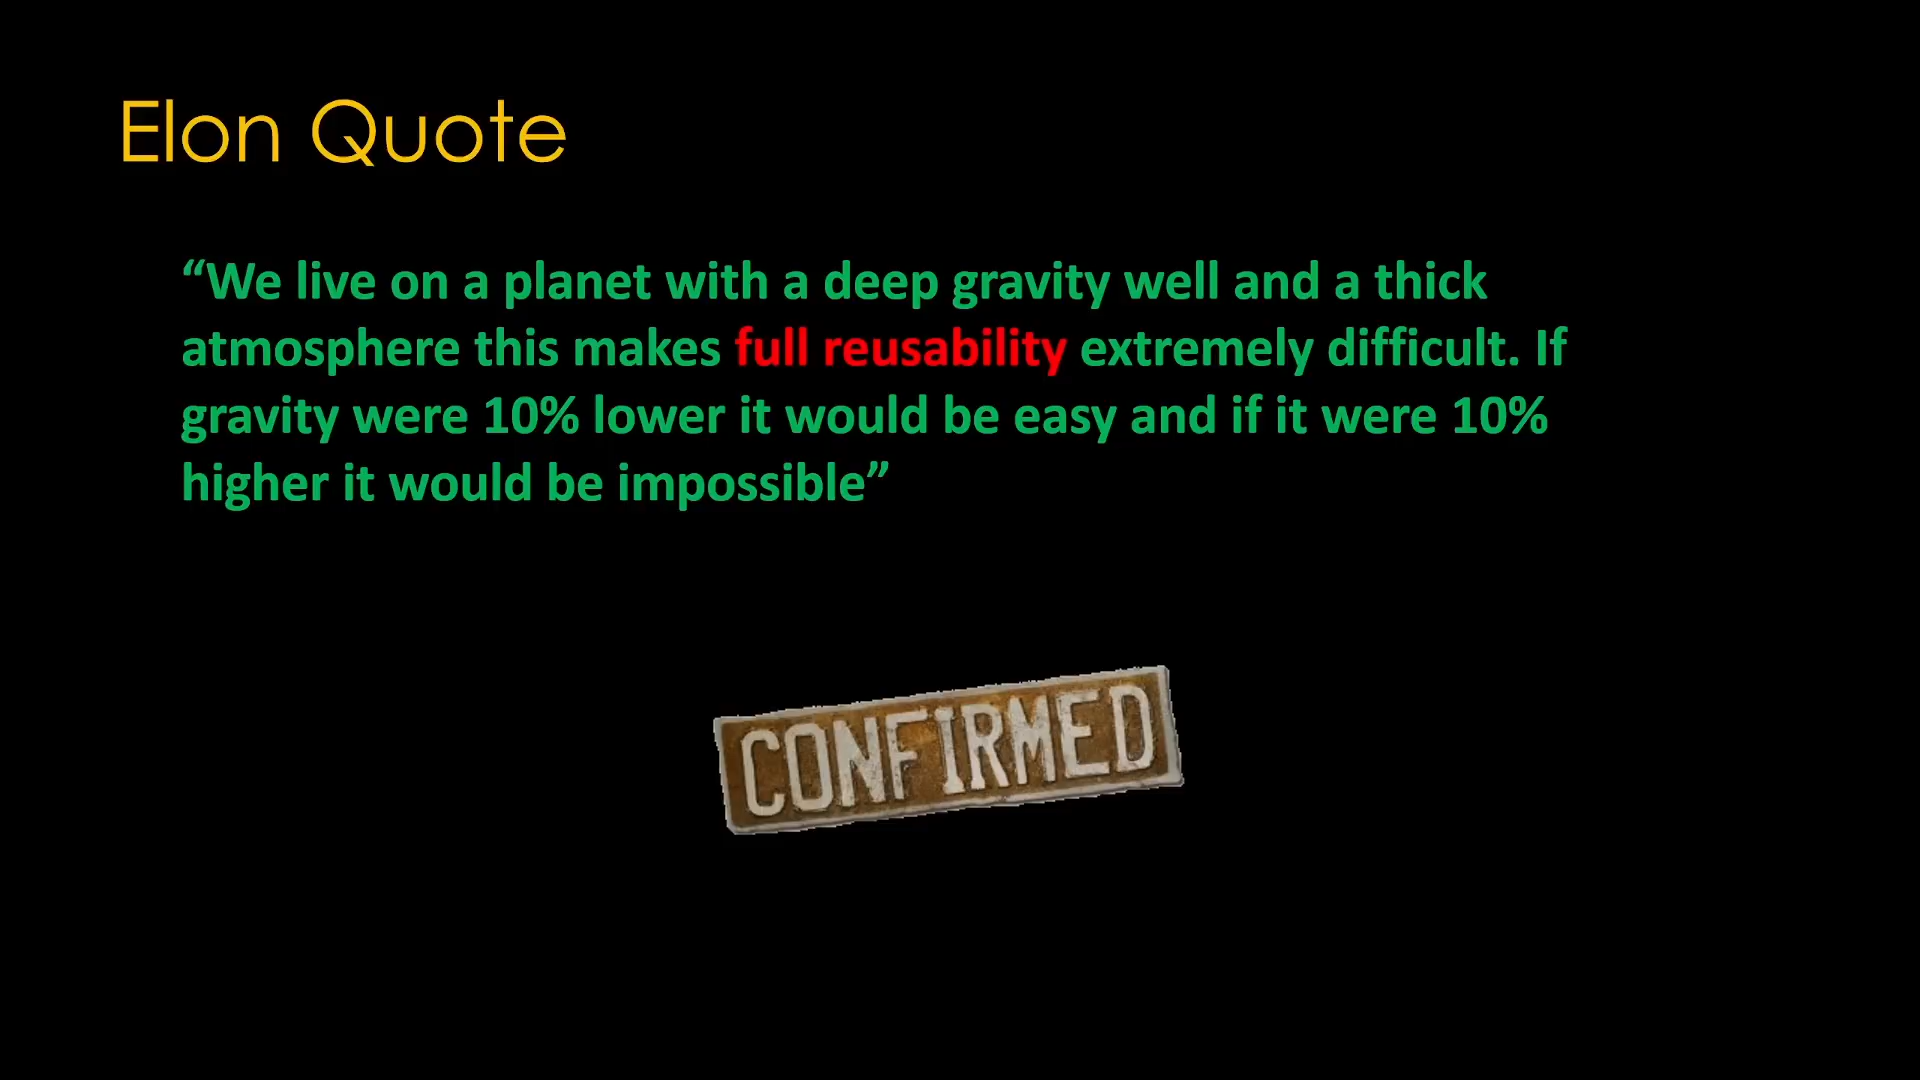 Elon Quote
“We live on a planet with a deep gravity well and a thick
atmosphere this makes full reusability extremely difficult. If
gravity were 10% lower it would be easy and if it were 10%
higher it would be impossible”
CONFIRMED